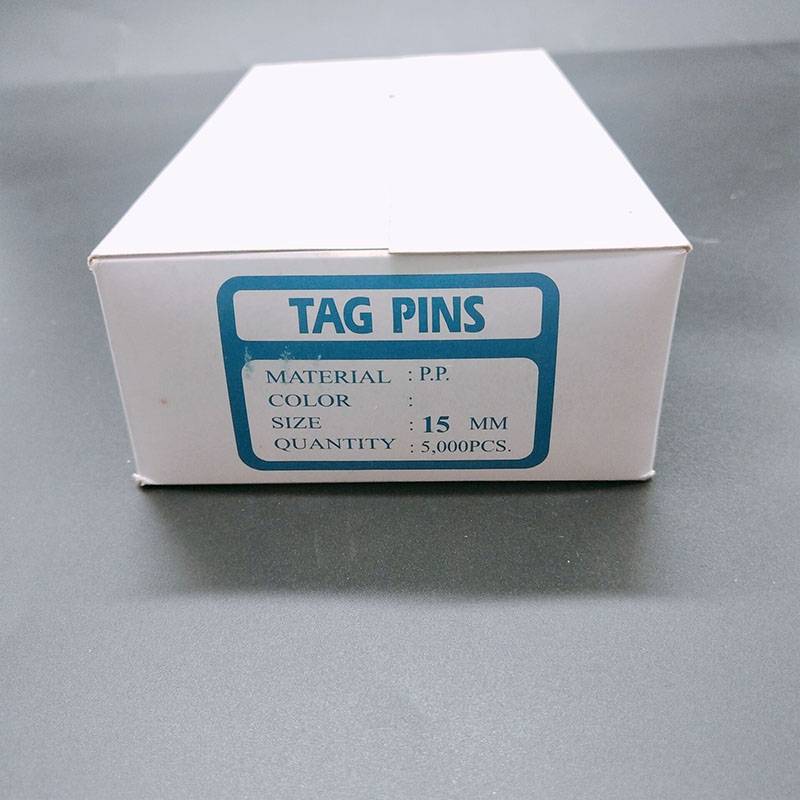 TAG PINS
MATERIAL : P.P.
COLOR :
SIZE : 15 MM
QUANTITY : 5,000PCS.